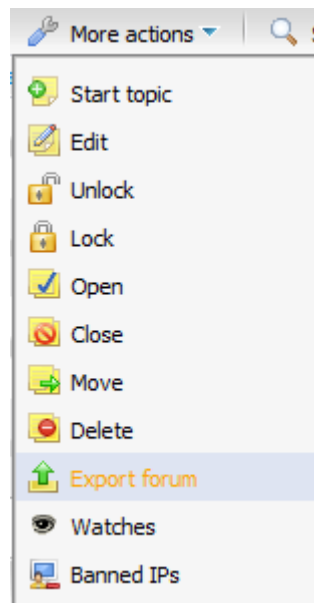 More actions
Start topic
Edit
Unlock
Lock
Open
Close
Move
Delete
Export forum
Watches
Banned IPs